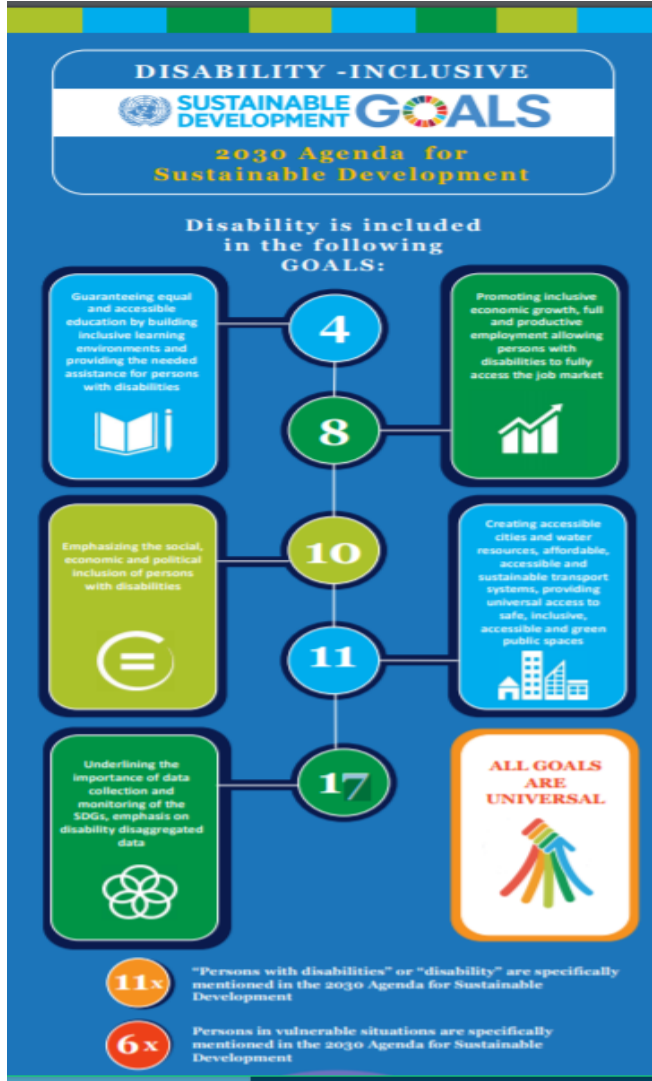 DISABILITY -INCLUSIVE
SUSTAINABLE
DEVELOPMENT GOALS
2030 Agenda for
Sustainable Development
Disability is included
in the following
GOALS:
4
Guaranteeing equal
and accessible
education by building
inclusive learning
environments and
providing the needed
assistance for persons
with disabilities
8
Promoting inclusive
economic growth, full
and productive
employment allowing
persons with
disabilities to fully
access the job market
10
Emphasizing the social,
economic and political
inclusion of persons
with disabilities
11
Creating accessible
cities and water
resources, affordable,
accessible and
sustainable transport
systems, providing
universal access to
safe, inclusive,
accessible and green
public spaces
17
Underlining the
importance of data
collection and
monitoring of the
SDGs, emphasis on
disability disaggregated
data
ALL GOALS
ARE
UNIVERSAL
11x
“Persons with disabilities” or “disability” are specifically
mentioned in the 2030 Agenda for Sustainable
Development
6 x
Persons in vulnerable situations are specifically
mentioned in the 2030 Agenda for Sustainable
Development